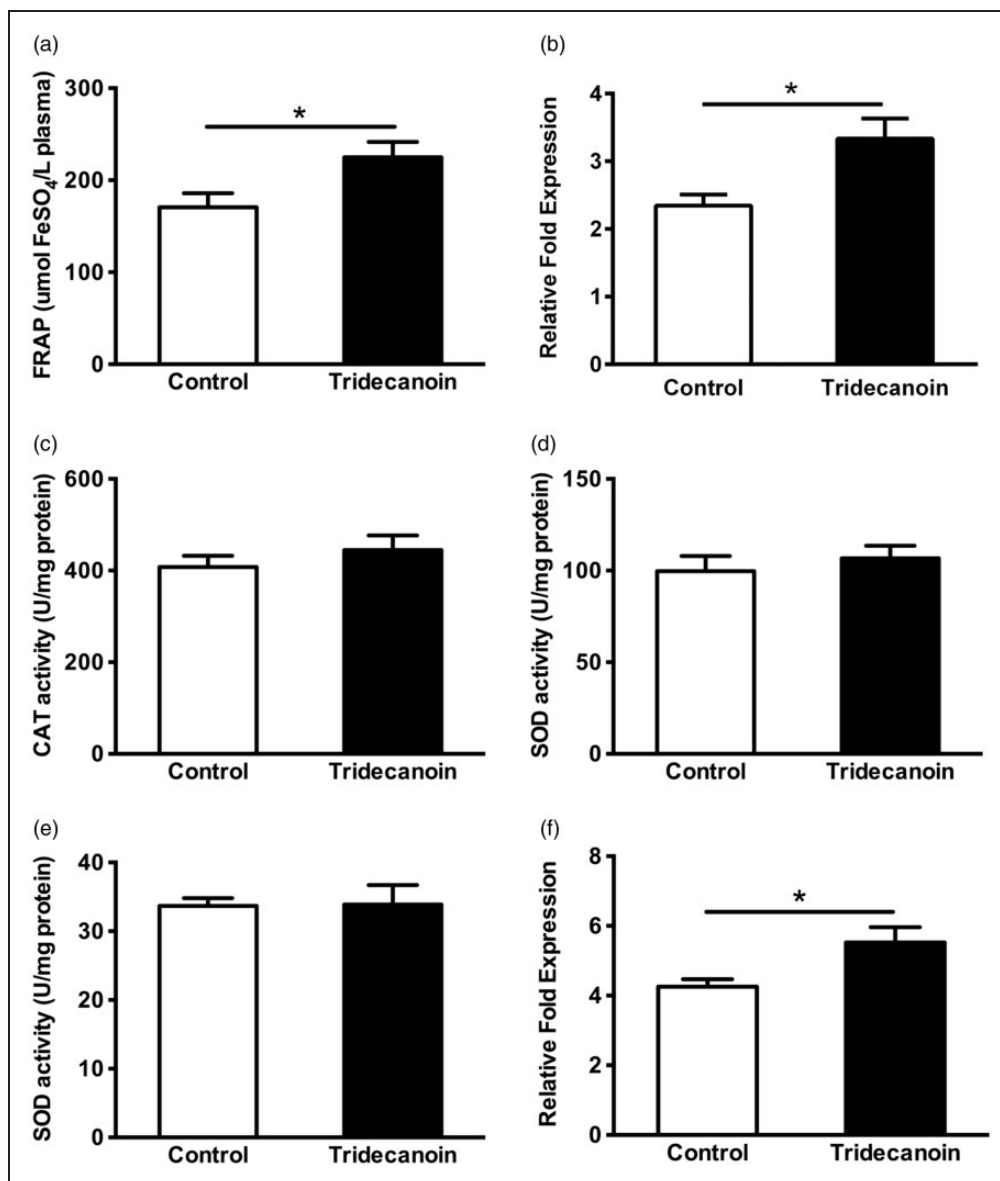 (a)
FRAP (umol FeSO4/L plasma)
300
200
100
0
*
Control Tridecanoin
(b)
Relative Fold Expression
4
3
2
1
0
*
Control Tridecanoin
(c)
CAT activity (U/mg protein)
600
400
200
0
Control Tridecanoin
(d)
SOD activity (U/mg protein)
150
100
50
0
Control Tridecanoin
(e)
SOD activity (U/mg protein)
40
30
20
10
0
Control Tridecanoin
(f)
Relative Fold Expression
8
6
4
2
0
*
Control Tridecanoin